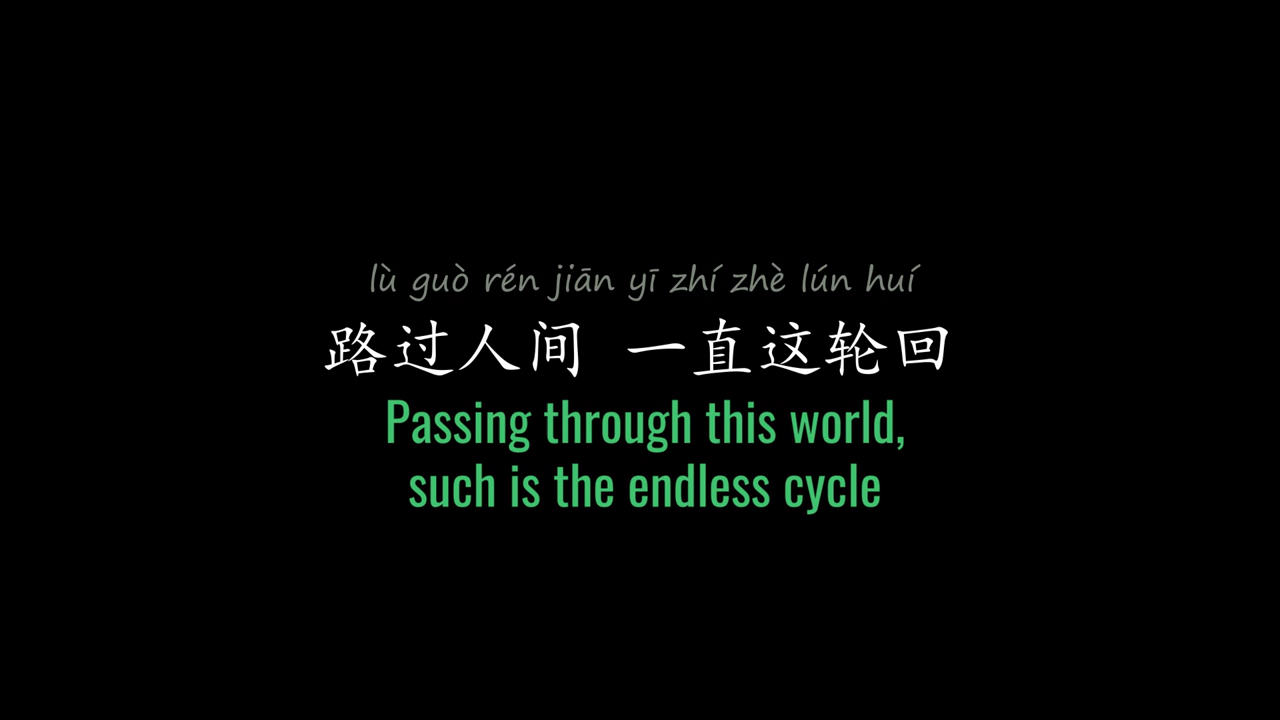 lù guò rén jiān yī zhí zhè lún huí
路过人间 一直这轮回
Passing through this world,
such is the endless cycle